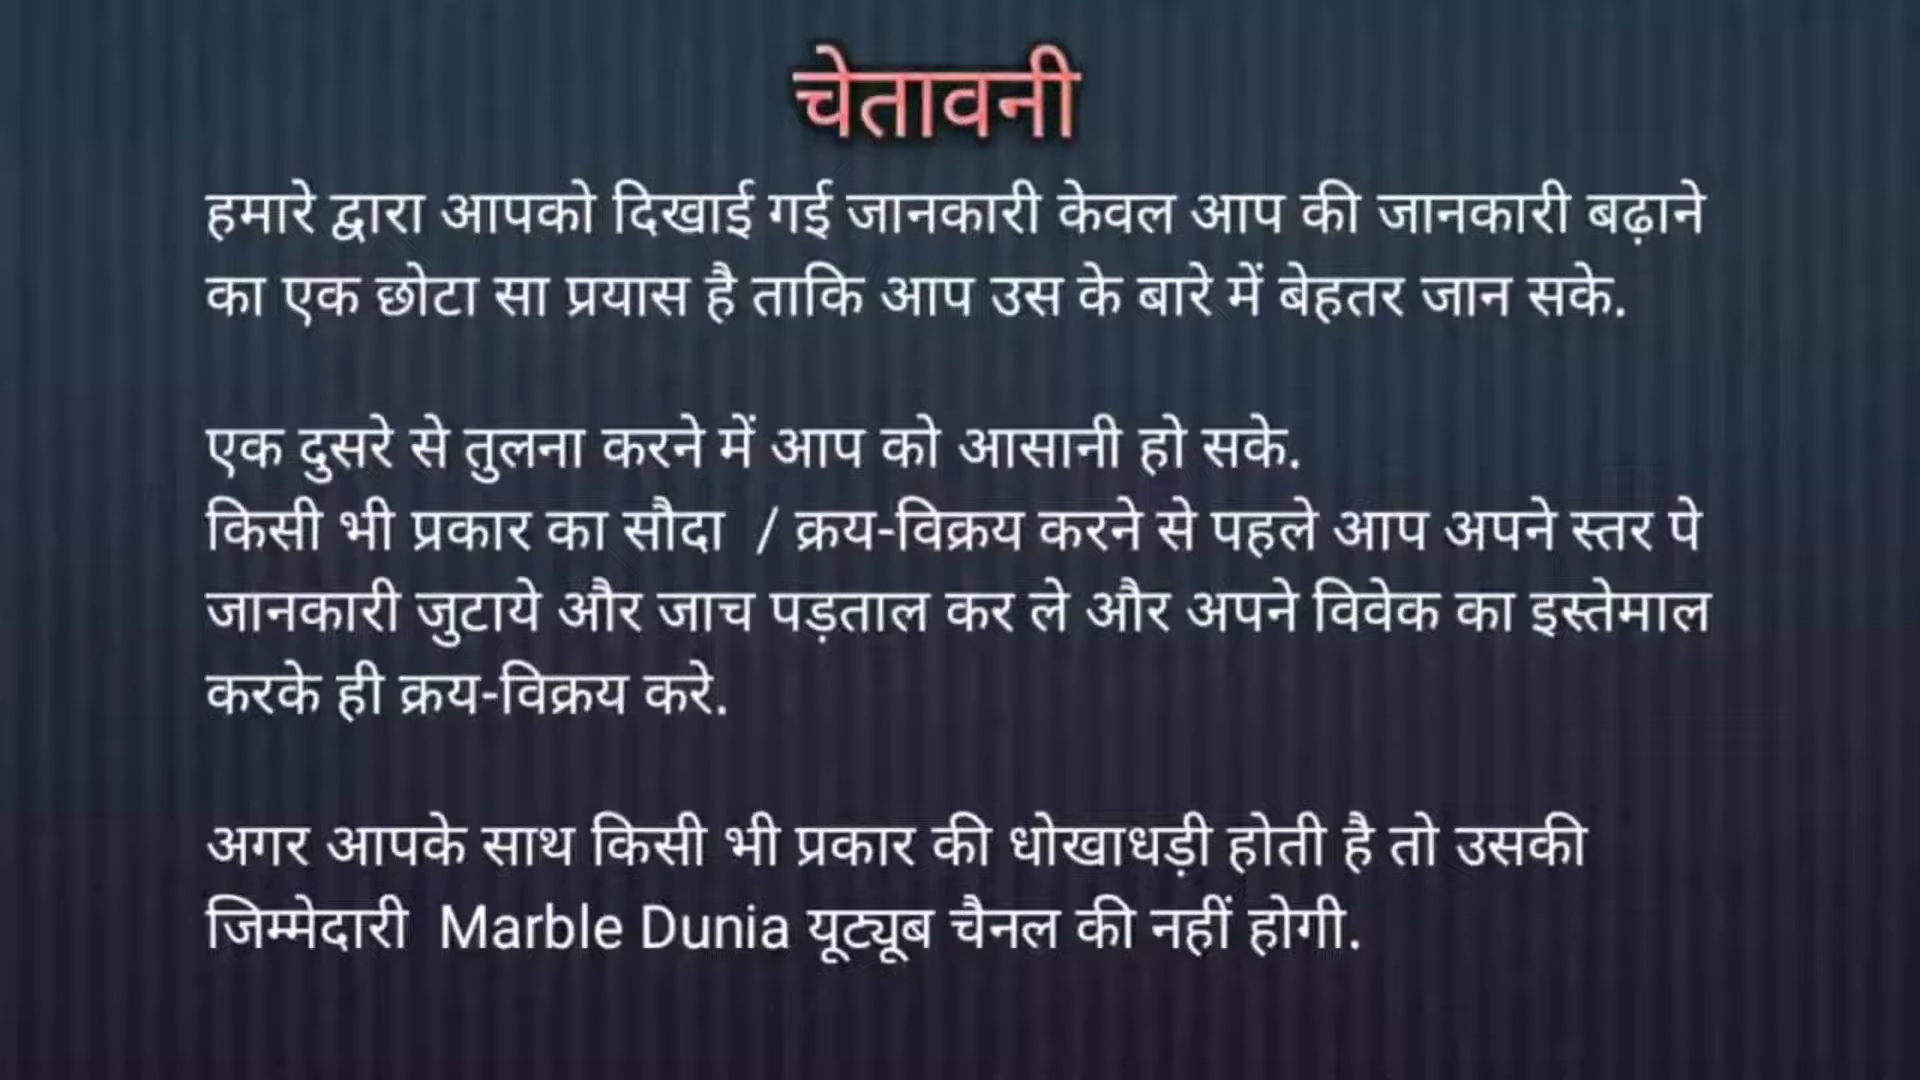 चेतावनी
हमारे द्वारा आपको दिखाई गई जानकारी केवल आप की जानकारी बढ़ाने
का एक छोटा सा प्रयास है ताकि आप उस के बारे में बेहतर जान सके.
एक दुसरे से तुलना करने में आप को आसानी हो सके.
किसी भी प्रकार का सौदा / क्रय-विक्रय करने से पहले आप अपने स्तर पे
जानकारी जुटाये और जाच पड़ताल कर ले और अपने विवेक का इस्तेमाल
करके ही क्रय-विक्रय करे.
अगर आपके साथ किसी भी प्रकार की धोखाधड़ी होती है तो उसकी
जिम्मेदारी Marble Dunia यूट्यूब चैनल की नहीं होगी.